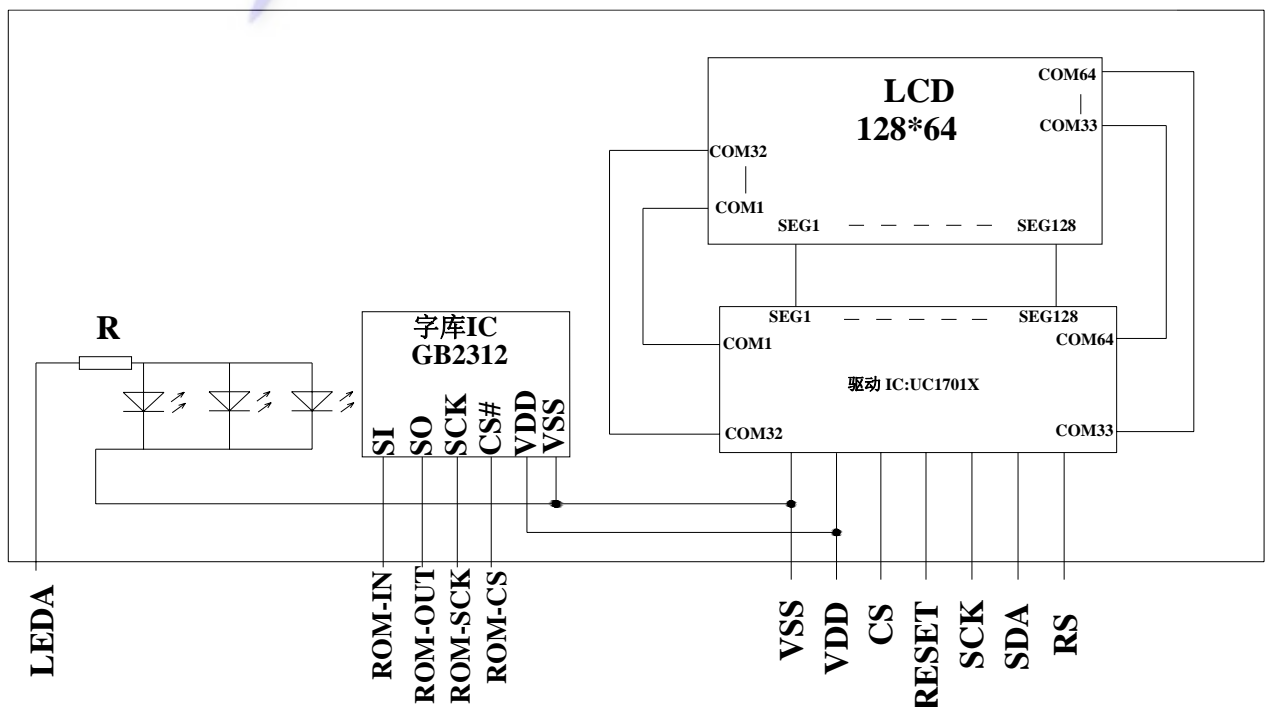 LCD
128*64
COM64
COM33
COM32
COM1
SEG1
SEG128
SEG1
SEG128
COM1
COM64
驱动 IC:UC1701X
COM32
COM33
R
字库IC
GB2312
SI
SO
SCK
CS#
VDD
VSS
LEDA
ROM-IN
ROM-OUT
ROM-SCK
ROM-CS
VSS
VDD
CS
RESET
SCK
SDA
RS